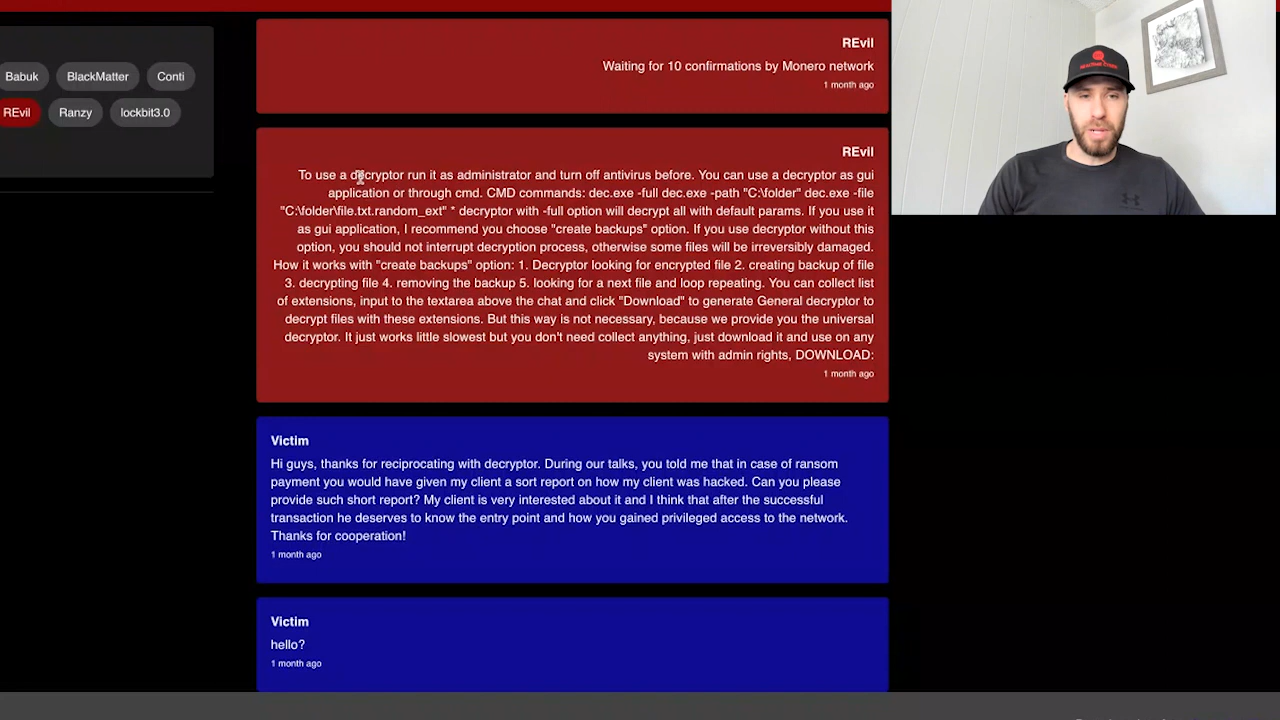 Babuk
BlackMatter
Conti
REvil
Ranzy
lockbit3.0
REvil
Waiting for 10 confirmations by Monero network
1 month ago
REvil
To use a decryptor run it as administrator and turn off antivirus before. You can use a decryptor as gui
application or through cmd. CMD commands: dec.exe -full dec.exe -path "C:\folder" dec.exe -file
"C:\folder\file.txt.random_ext" * decryptor with -full option will decrypt all with default params. If you use it
as gui application, I recommend you choose "create backups" option. If you use decryptor without this
option, you should not interrupt decryption process, otherwise some files will be irreversibly damaged.
How it works with "create backups" option: 1. Decryptor looking for encrypted file 2. creating backup of file
3. decrypting file 4. removing the backup 5. looking for a next file and loop repeating. You can collect list
of extensions, input to the textarea above the chat and click "Download" to generate General decryptor to
decrypt files with these extensions. But this way is not necessary, because we provide you the universal
decryptor. It just works little slowest but you don't need collect anything, just download it and use on any
system with admin rights, DOWNLOAD:
1 month ago
Victim
Hi guys, thanks for reciprocating with decryptor. During our talks, you told me that in case of ransom
payment you would have given my client a sort report on how my client was hacked. Can you please
provide such short report? My client is very interested about it and I think that after the successful
transaction he deserves to know the entry point and how you gained privileged access to the network.
Thanks for cooperation!
1 month ago
Victim
hello?
1 month ago